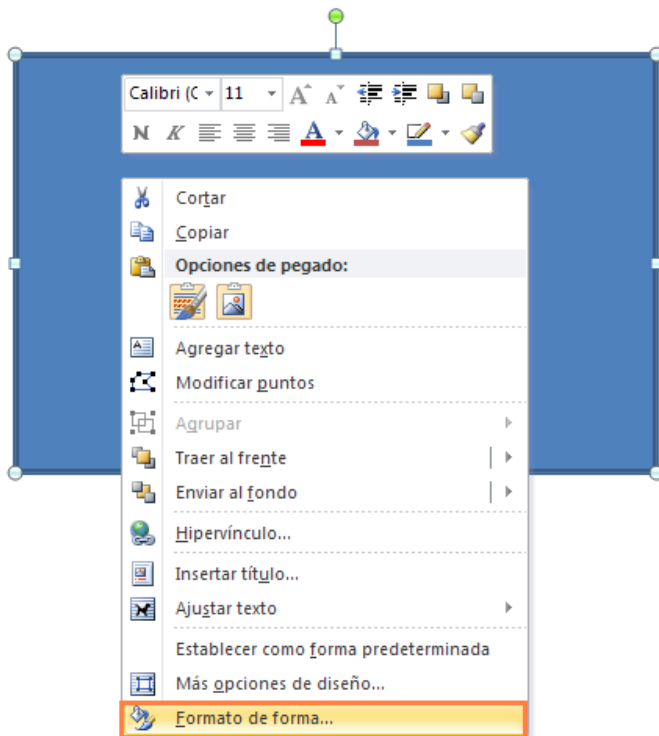 Calibri (C 11 A A
N K A
Cortar
Copiar
Opciones de pegado:
Agregar texto
Modificar puntos
Agrupar
Traer al frente
Enviar al fondo
Hipervínculo...
Insertar título...
Ajustar texto
Establecer como forma predeterminada
Más opciones de diseño...
Formato de forma...